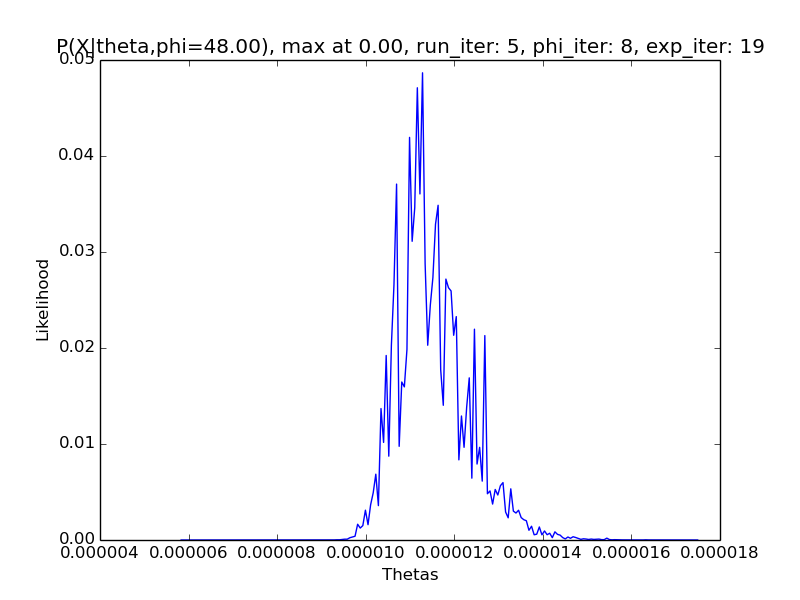 P(X|theta,phi=48.00), max at 0.00, run_iter: 5, phi_iter: 8, exp_iter: 19
0.05
0.04
0.03
0.02
0.01
0.00
Likelihood
0.000004 0.000006 0.000008 0.000010 0.000012 0.000014 0.000016 0.000018
Thetas